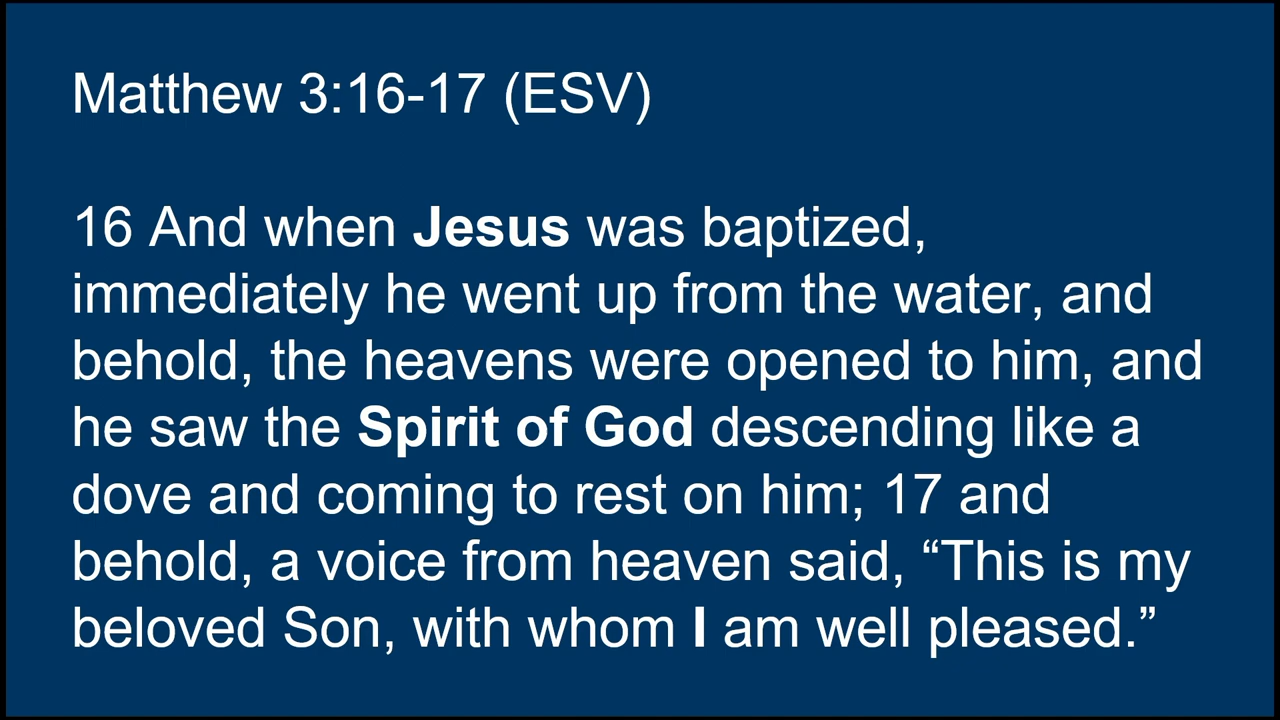 Matthew 3:16-17 (ESV)
16 And when Jesus was baptized,
immediately he went up from the water, and
behold, the heavens were opened to him, and
he saw the Spirit of God descending like a
dove and coming to rest on him; 17 and
behold, a voice from heaven said, “This is my
beloved Son, with whom I am well pleased.”